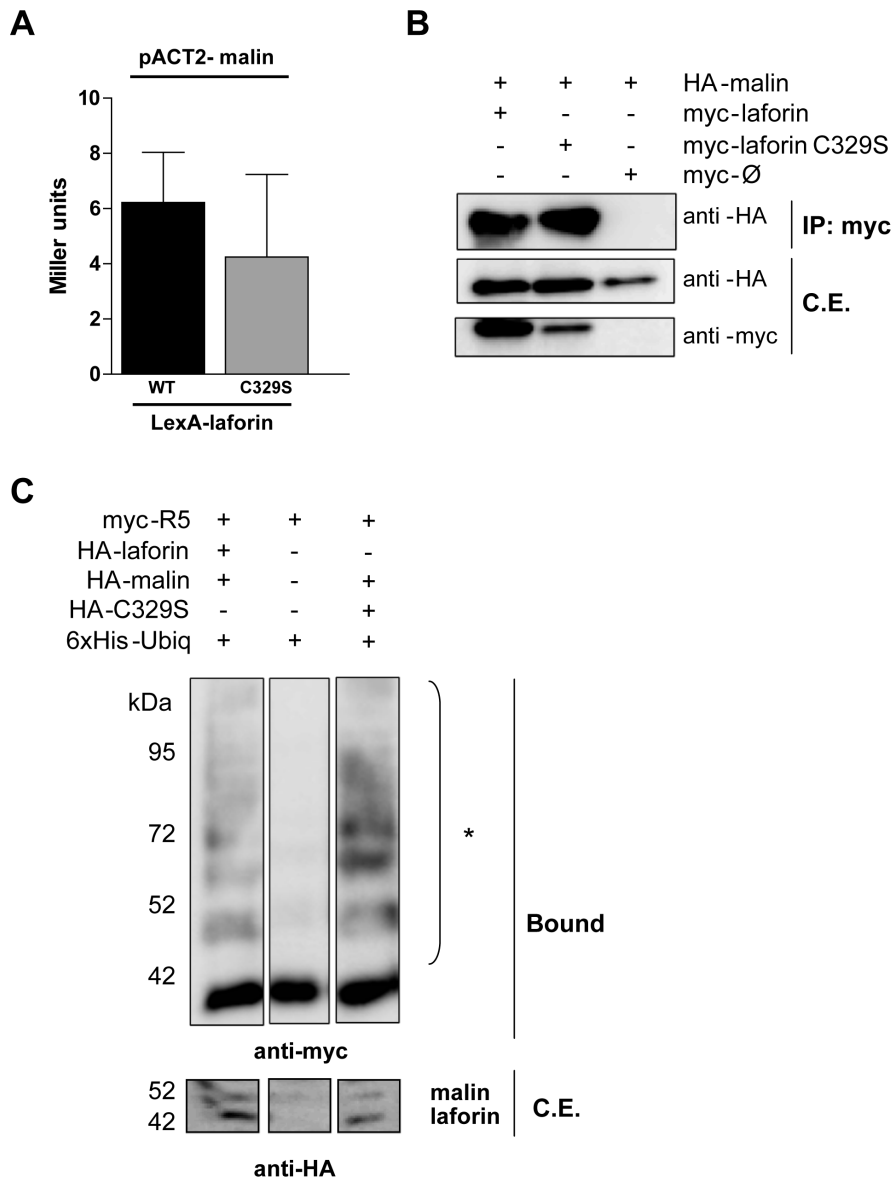 A
pACT2- malin
10
8
6
4
2
0
Miller units
WT C329S
LexA-laforin
B
+ + + HA-malin
+ - - myc-laforin
- + - myc-laforin C329S
- - + myc-Ø
anti -HA IP: myc
anti -HA
C.E.
anti -myc
C
myc-R5 + + +
HA-laforin + - -
HA-malin + - +
HA-C329S - - +
6xHis-Ubiq + + +
kDa
95
72
52
42
*
Bound
anti-myc
52 malin
42 laforin
C.E.
anti-HA